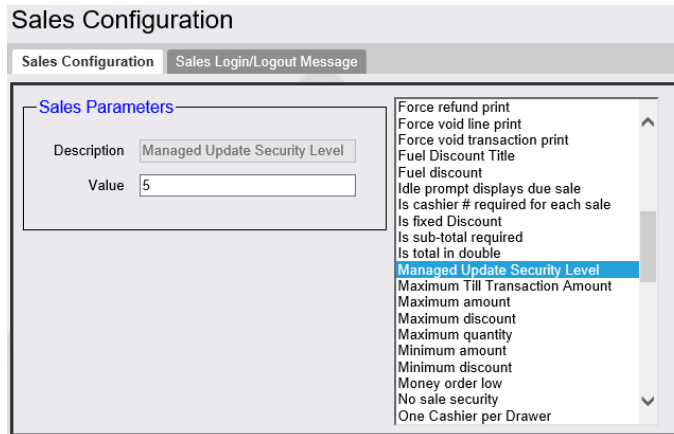 Sales Configuration
Sales Configuration
Sales Login/Logout Message
Sales Parameters
Description
Managed Update Security Level
Value
5
Force refund print
Force void line print
Force void transaction print
Fuel Discount Title
Fuel discount
Idle prompt displays due sale
Is cashier # required for each sale
Is fixed Discount
Is sub-total required
Is total in double
Managed Update Security Level
Maximum Till Transaction Amount
Maximum amount
Maximum discount
Maximum quantity
Minimum amount
Minimum discount
Money order low
No sale security
One Cashier per Drawer